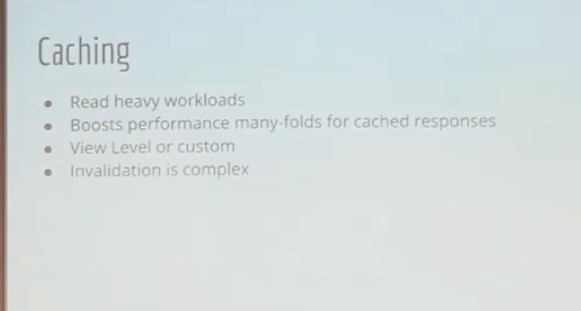 Caching
• Read heavy workloads
• Boosts performance many-folds for cached responses
• View Level or custom
• Invalidation is complex